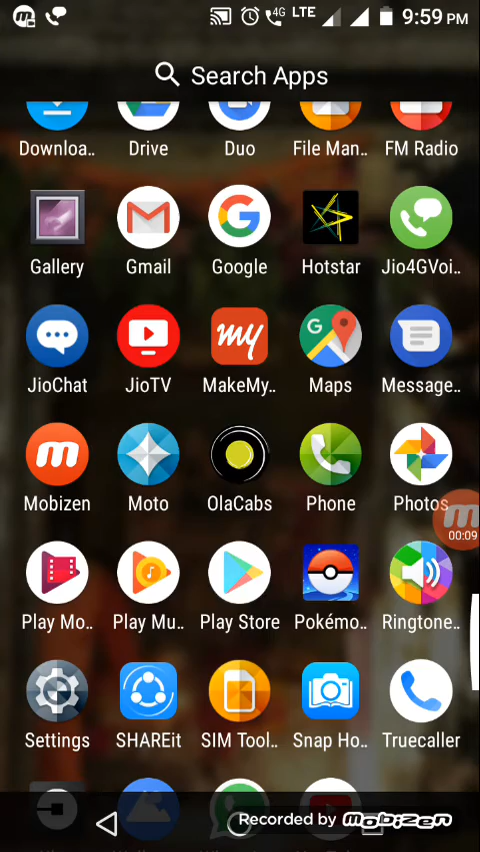 4G LTE 9:59 PM
Search Apps
Downloa.. Drive Duo File Man.. FM Radio
Gallery Gmail Google Hotstar Jio4GVoi..
G
JioChat JioTV MakeMy.. Maps Message..
my
Mobizen Moto OlaCabs Phone Photos
00:09
Play Mo.. Play Mu.. Play Store Pokémo.. Ringtone..
Settings SHAREit SIM Tool.. Snap Ho.. Truecaller
Recorded by mobizen